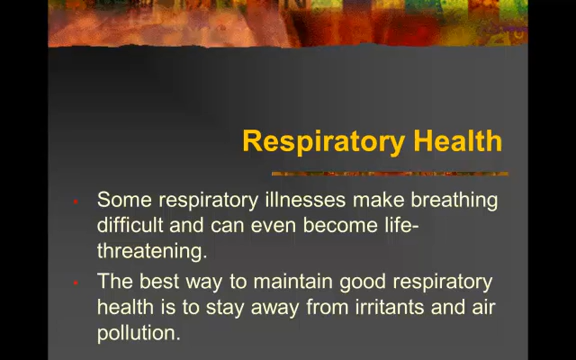 Respiratory Health
Some respiratory illnesses make breathing
difficult and can even become life-
threatening.
The best way to maintain good respiratory
health is to stay away from irritants and air
pollution.